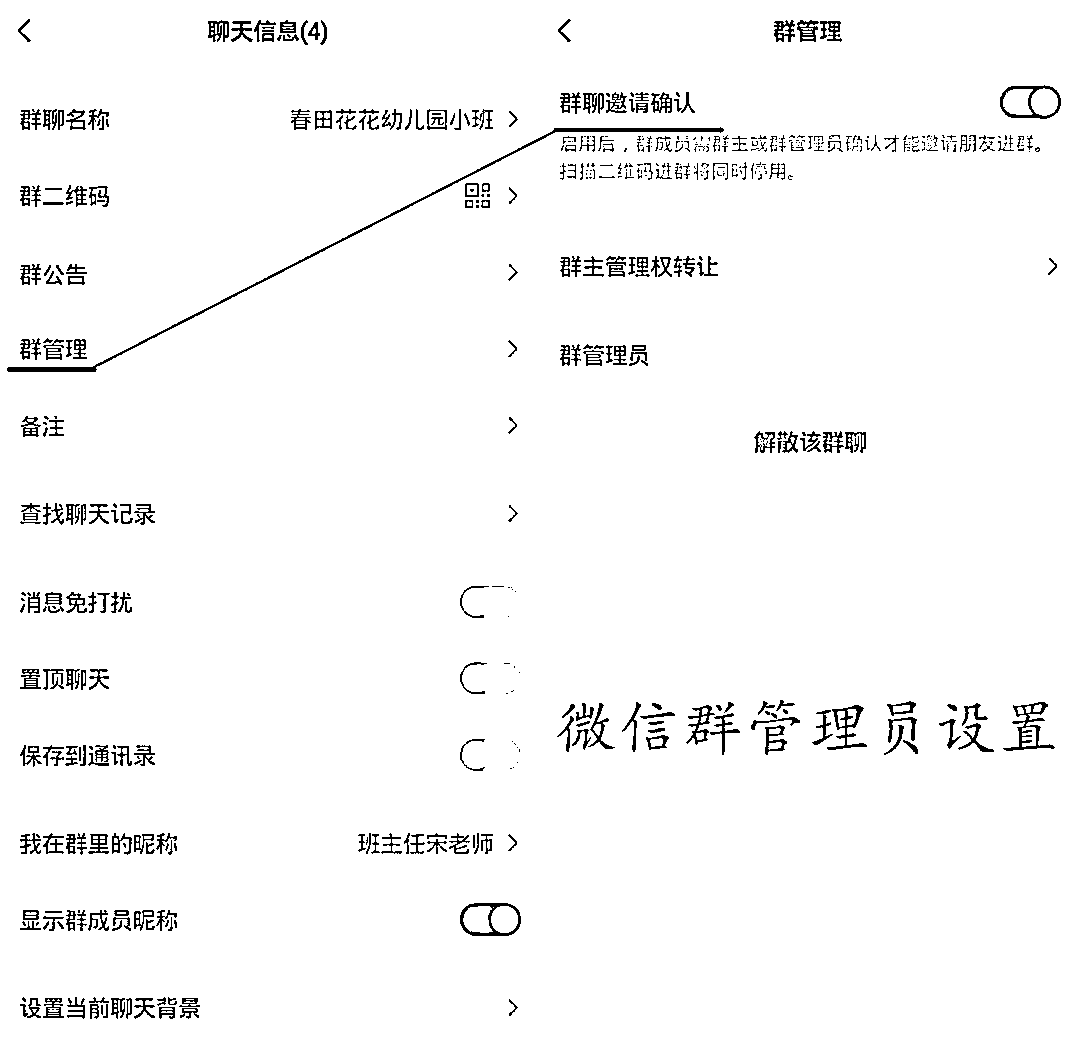 聊天信息(4)
群聊名称 春田花花幼儿园小班
群二维码
群公告
群管理
备注
查找聊天记录
消息免打扰
置顶聊天
保存到通讯录
我在群里的昵称 班主任宋老师
显示群成员昵称
设置当前聊天背景
群管理
群聊邀请确认
启用后，群成员需群主或群管理员确认才能邀请朋友进群。
扫描二维码进群将同时停用。
群主管理权转让
群管理员
解散该群聊
微信群管理员设置